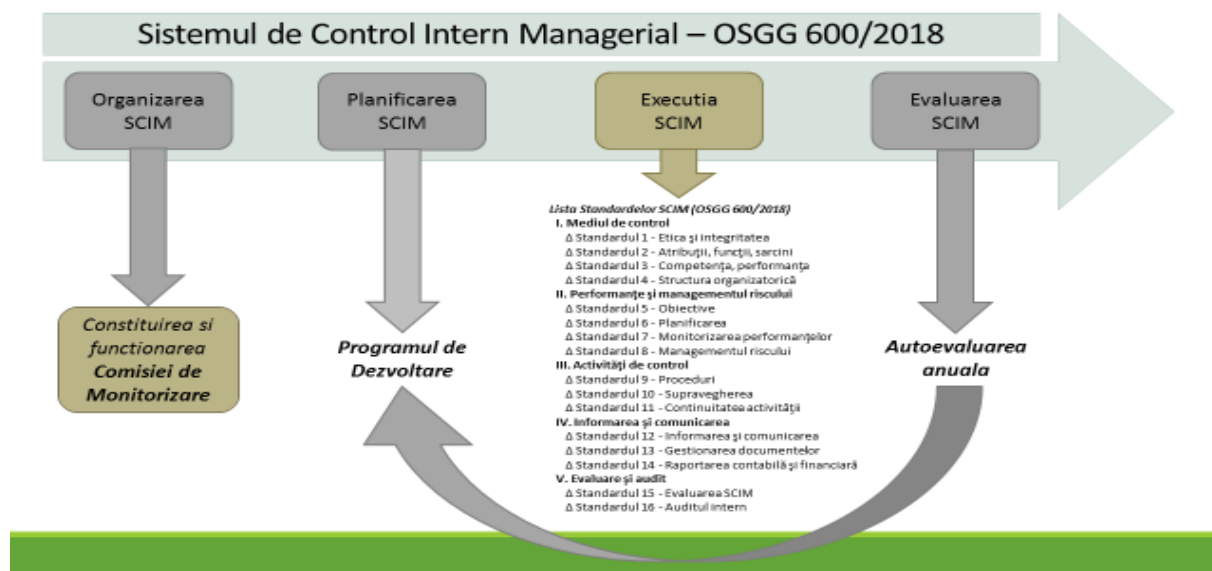 Sistemul de Control Intern Managerial – OSGG 600/2018
Organizarea
SCIM
Planificarea
SCIM
Executia
SCIM
Evaluarea
SCIM
Constituirea si
functionarea
Comisiei de
Monitorizare
Programul de
Dezvoltare
Lista Standardelor SCIM (OSGG 600/2018)
I. Mediul de control
Δ Standardul 1 - Etica şi integritatea
Δ Standardul 2 - Atribuţii, funcţii, sarcini
Δ Standardul 3 - Competenţa, performanţa
Δ Standardul 4 - Structura organizatorică
II. Performanţe şi managementul riscului
Δ Standardul 5 - Obiective
Δ Standardul 6 - Planificarea
Δ Standardul 7 - Monitorizarea performanţelor
Δ Standardul 8 - Managementul riscului
III. Activităţi de control
Δ Standardul 9 - Proceduri
Δ Standardul 10 - Supravegherea
Δ Standardul 11 - Continuitatea activităţii
IV. Informarea şi comunicarea
Δ Standardul 12 - Informarea şi comunicarea
Δ Standardul 13 - Gestionarea documentelor
Δ Standardul 14 - Raportarea contabilă şi financiară
V. Evaluare şi audit
Δ Standardul 15 - Evaluarea SCIM
Δ Standardul 16 - Auditul intern
Autoevaluarea
anuala